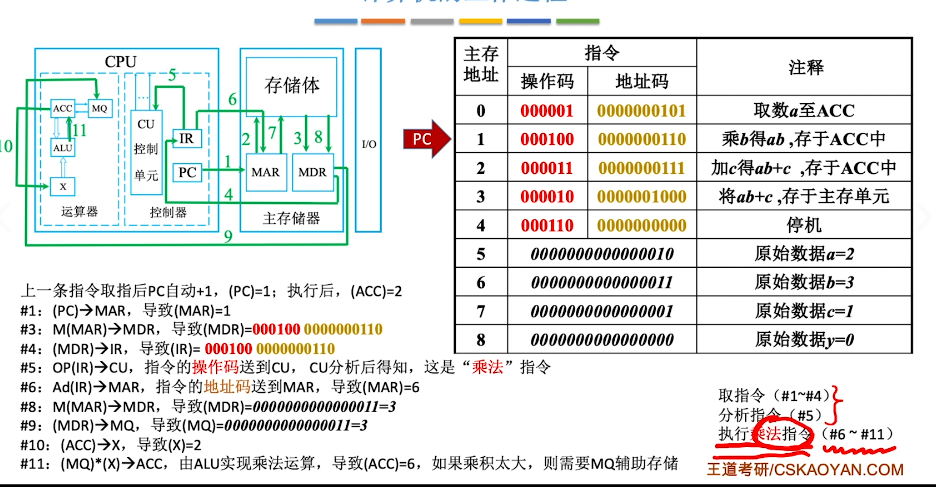 CPU
ACC
MQ
ALU
X
运算器
CU
控制
单元
IR
PC
控制器
存储体
MAR
MDR
主存储器
I/O
1
2
3
4
5
6
7
8
9
10
11
PC
主存地址 指令 注释
操作码 地址码
0 000001 0000000101 取数a至ACC
1 000100 0000000110 乘b得ab,存于ACC中
2 000011 0000000111 加c得ab+c ,存于ACC中
3 000010 0000001000 将ab+c ,存于主存单元
4 000110 0000000000 停机
5 0000000000000010 原始数据a=2
6 0000000000000011 原始数据b=3
7 0000000000000001 原始数据c=1
8 0000000000000000 原始数据y=0
上一条指令取指后PC自动+1，(PC)=1；执行后，(ACC)=2
#1：(PC)→MAR，导致(MAR)=1
#3：M(MAR)→MDR，导致(MDR)=000100 0000000110
#4：(MDR)→IR，导致(IR)= 000100 0000000110
#5：OP(IR)→CU，指令的操作码送到CU，CU分析后得知，这是“乘法”指令
#6：Ad(IR)→MAR，指令的地址码送到MAR，导致(MAR)=6
#8：M(MAR)→MDR，导致(MDR)=0000000000000011=3
#9：(MDR)→MQ，导致(MQ)=0000000000000011=3
#10：(ACC)→X，导致(X)=2
#11：(MQ)*(X)→ACC，由ALU实现乘法运算，导致(ACC)=6，如果乘积太大，则需要MQ辅助存储
取指令（#1~#4）
分析指令（#5）
执行乘法指令（#6 ~ #11）
王道考研/CSKAOYAN.COM